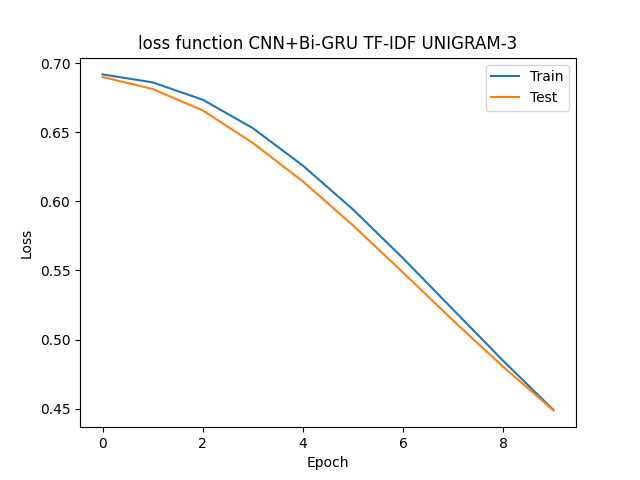 loss function CNN+Bi-GRU TF-IDF UNIGRAM-3
Train
Test
0.70
0.65
0.60
0.55
0.50
0.45
Loss
0 2 4 6 8
Epoch